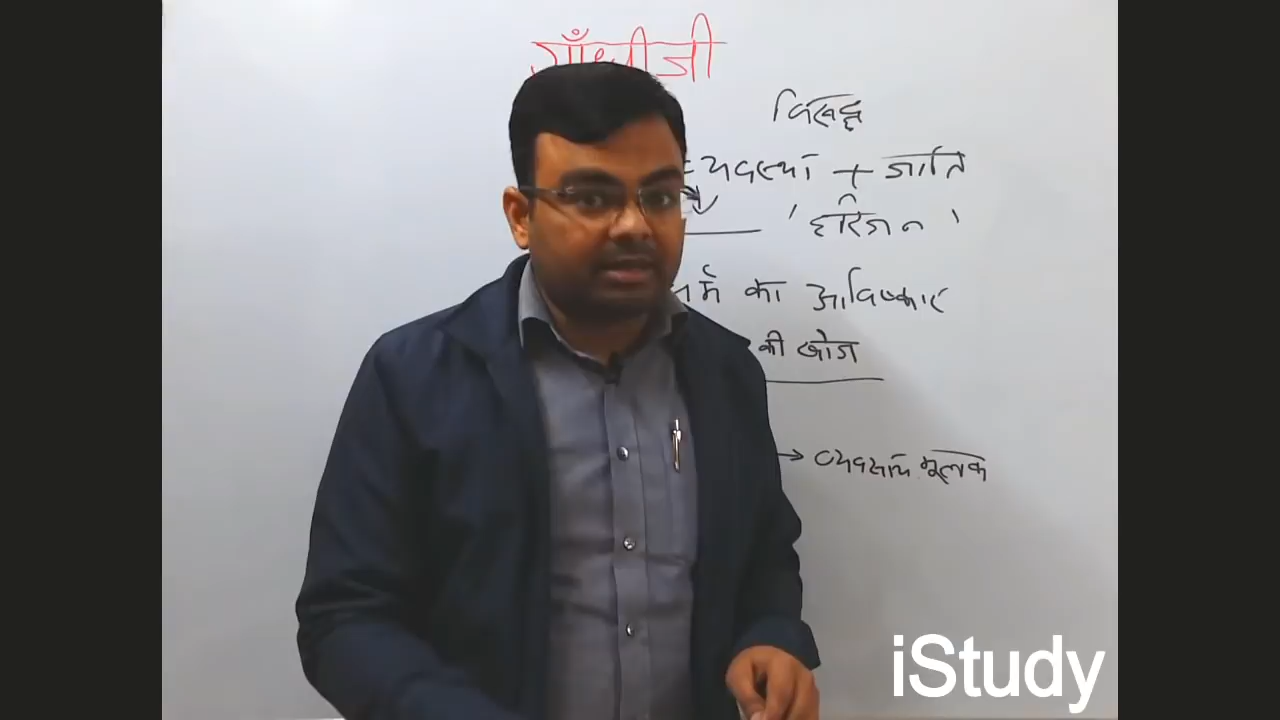 गाँधीजी
विरूद्ध
व्यवस्था + जाति
'हरिजन'
का आविष्कार
की खोज
→ व्यवसाय मूलक
iStudy